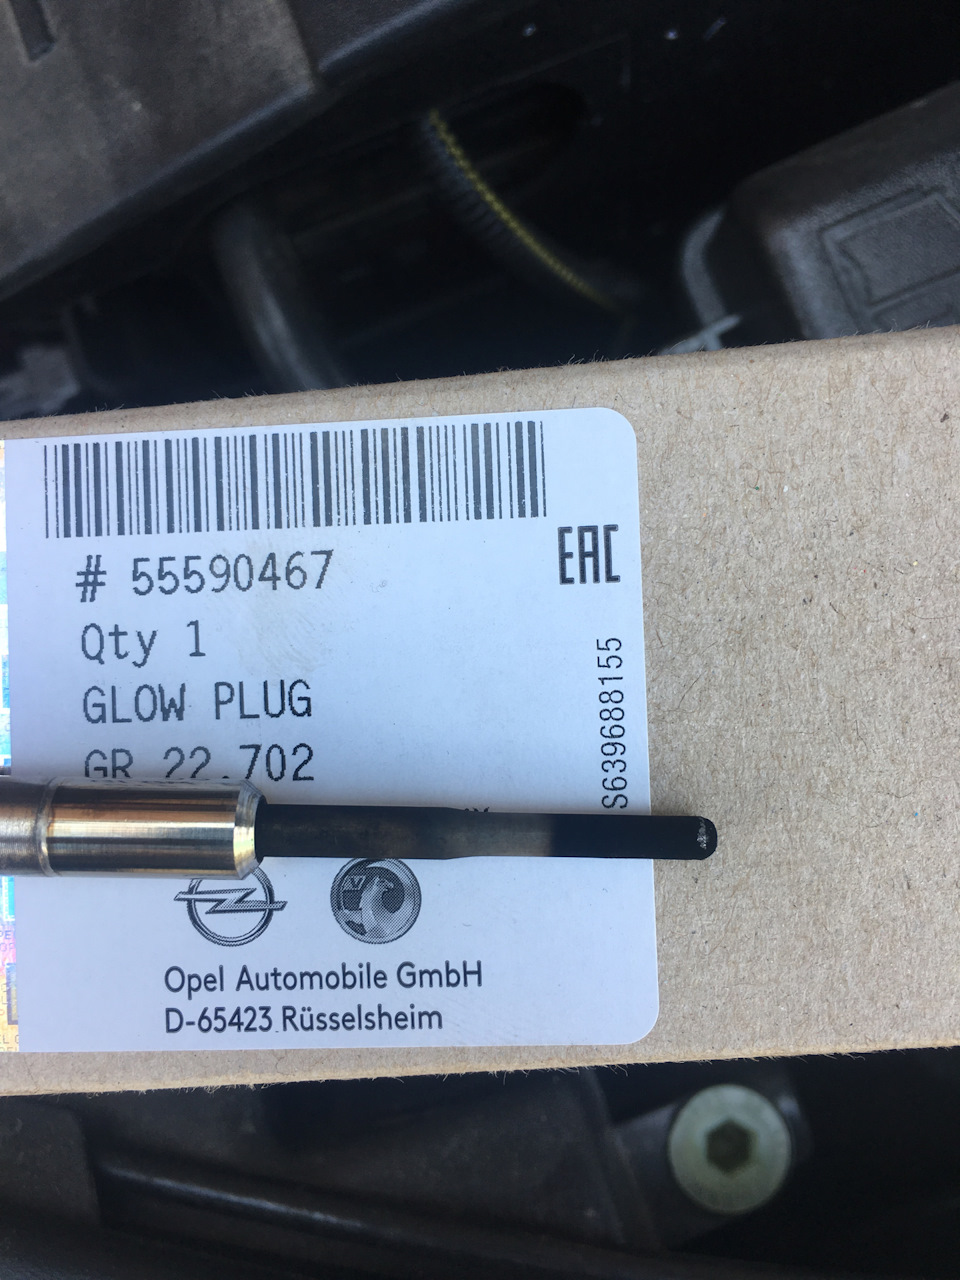 # 55590467
EAC
Qty 1
GLOW PLUG
GR 22.702
S639688155
Opel Automobile GmbH
D-65423 Rüsselsheim